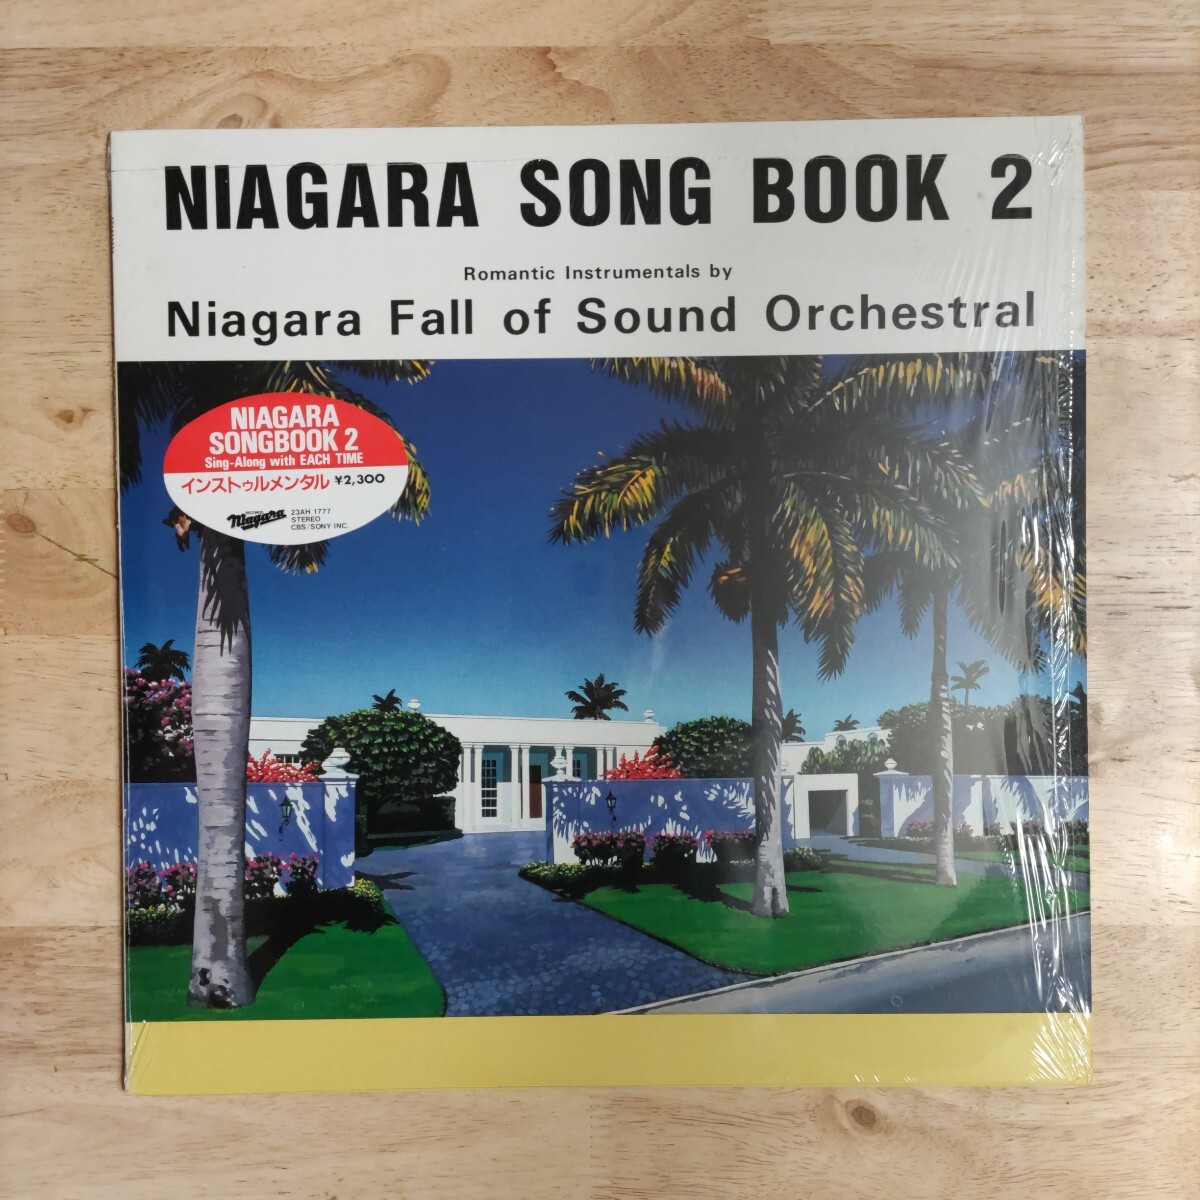 NIAGARA SONG BOOK 2
Romantic Instrumentals by
Niagara Fall of Sound Orchestral
NIAGARA
SONGBOOK 2
Sing-Along with EACH TIME
インストゥルメンタル ¥2,300
RECORDS
Niagara
23AH 1777
STEREO
CBS/SONY INC.